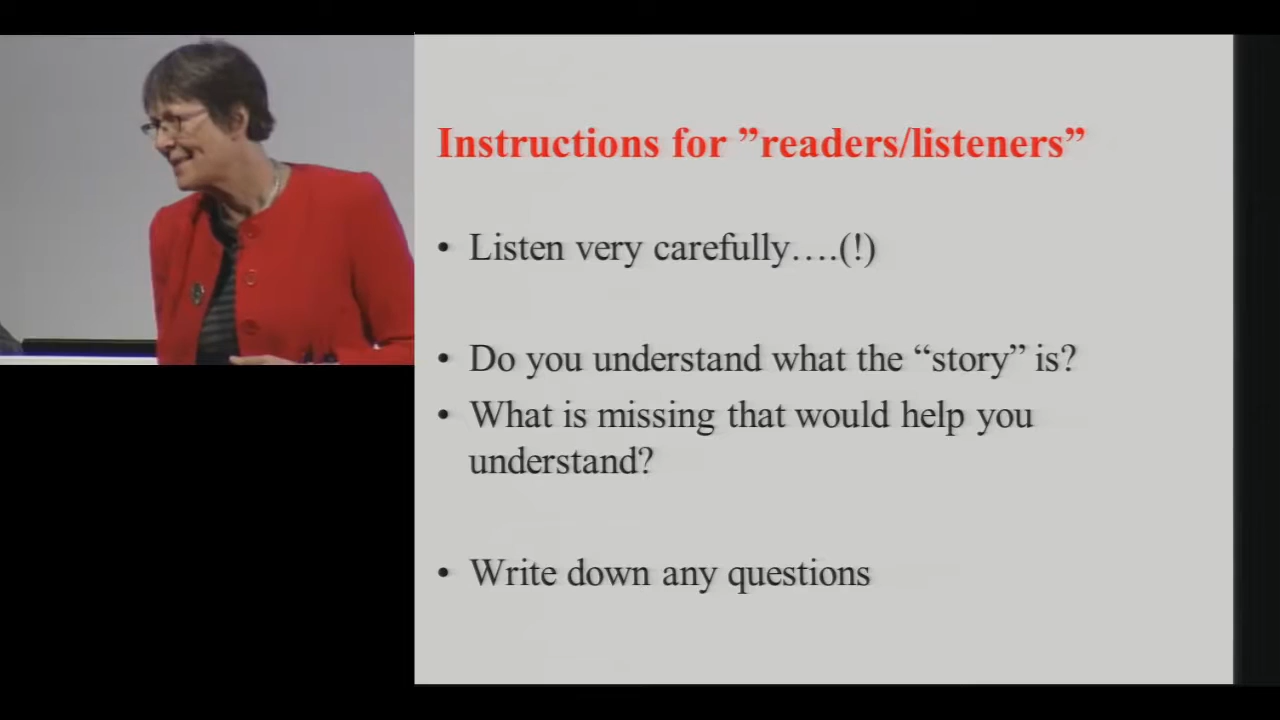 Instructions for ”readers/listeners”
• Listen very carefully….(!)
• Do you understand what the “story” is?
• What is missing that would help you
understand?
• Write down any questions